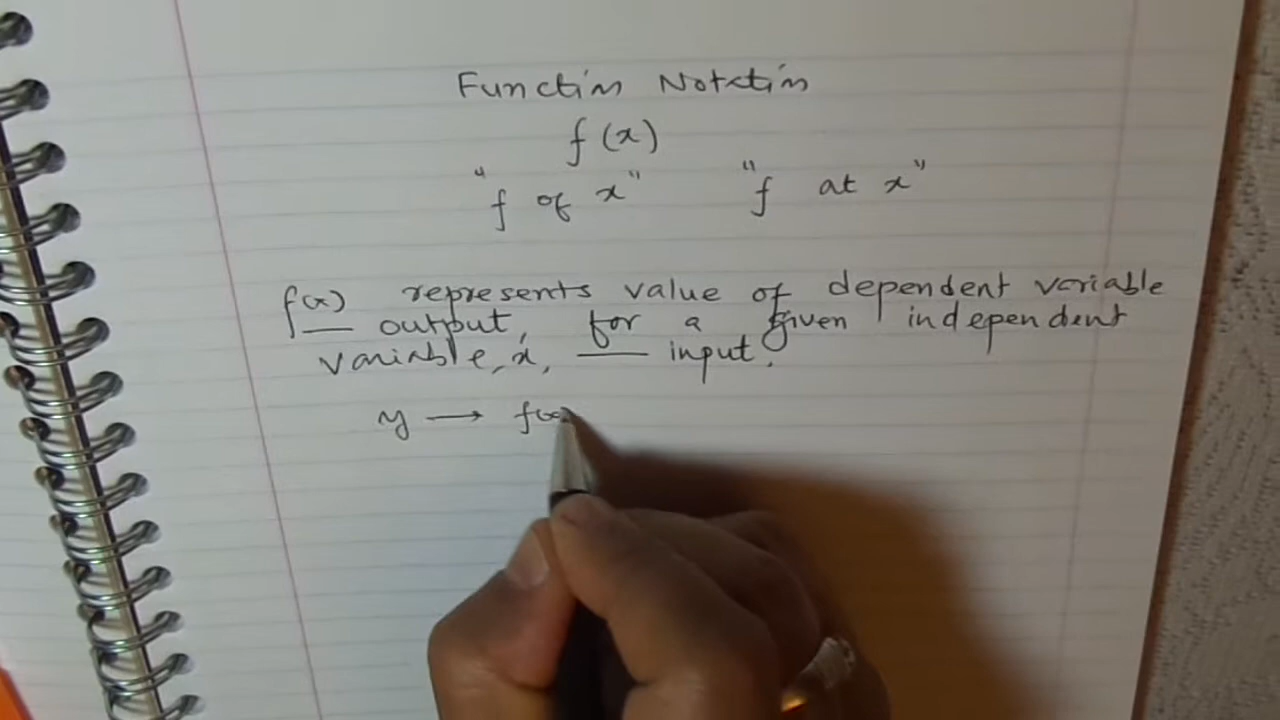 Function Notation
f(x)
"f of x" "f at x"
f(x) represents value of dependent variable
— output, for a given independent
variable, x, — input.
y → f(x)